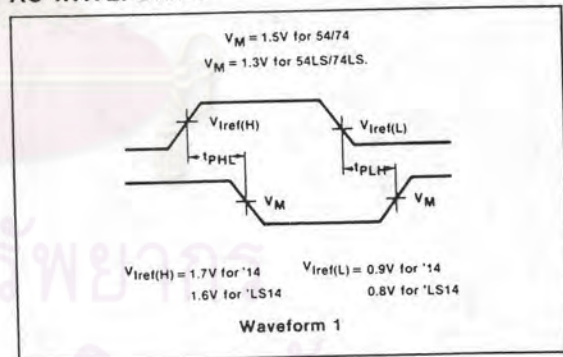 V_M = 1.5V for 54/74
V_M = 1.3V for 54LS/74LS.
V_Iref(H) V_Iref(L)
t_PHL t_PLH
V_M V_M
V_Iref(H) = 1.7V for '14 V_Iref(L) = 0.9V for '14
1.6V for 'LS14 0.8V for 'LS14
Waveform 1